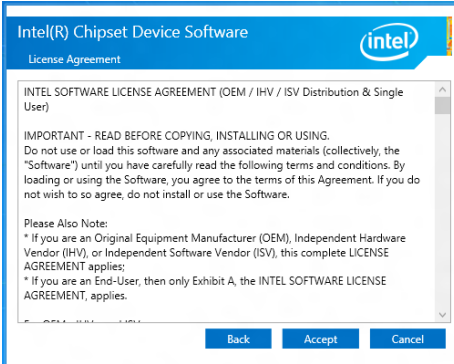 Intel(R) Chipset Device Software
License Agreement
intel
INTEL SOFTWARE LICENSE AGREEMENT (OEM / IHV / ISV Distribution & Single
User)
IMPORTANT - READ BEFORE COPYING, INSTALLING OR USING.
Do not use or load this software and any associated materials (collectively, the
"Software") until you have carefully read the following terms and conditions. By
loading or using the Software, you agree to the terms of this Agreement. If you do
not wish to so agree, do not install or use the Software.
Please Also Note:
* If you are an Original Equipment Manufacturer (OEM), Independent Hardware
Vendor (IHV), or Independent Software Vendor (ISV), this complete LICENSE
AGREEMENT applies;
* If you are an End-User, then only Exhibit A, the INTEL SOFTWARE LICENSE
AGREEMENT, applies.
Back
Accept
Cancel